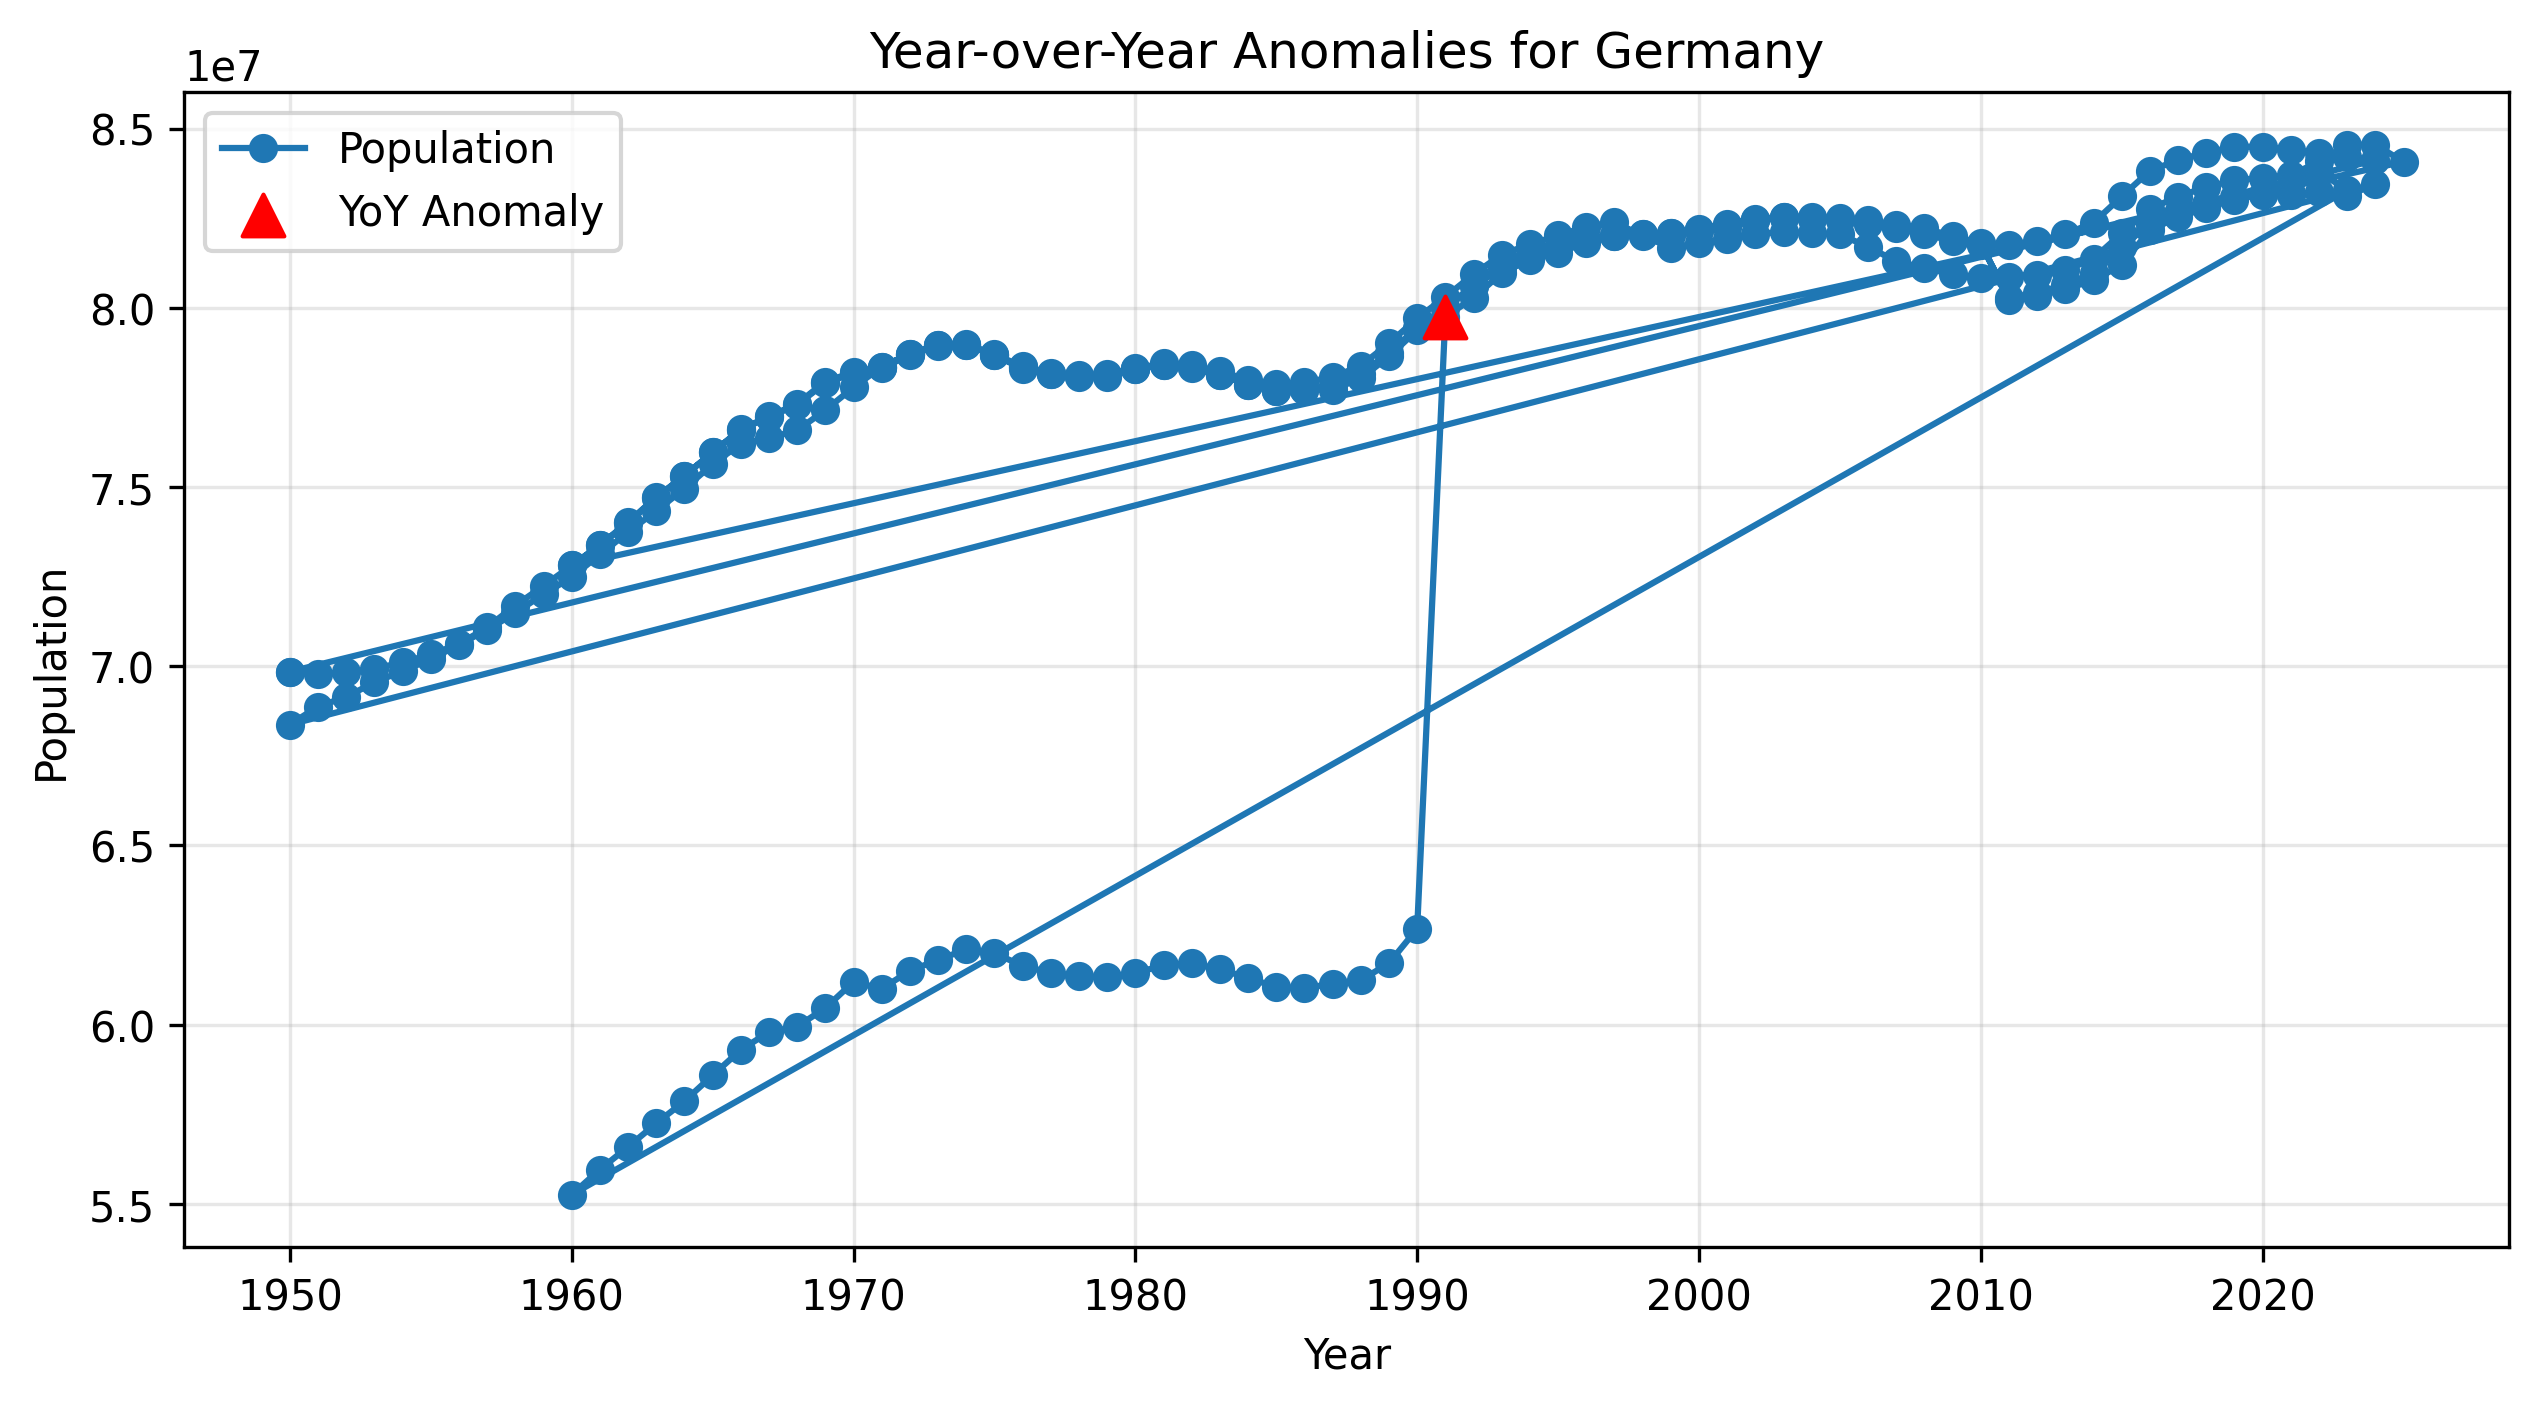 Year-over-Year Anomalies for Germany
1e7
Population
YoY Anomaly
8.5
8.0
7.5
7.0
6.5
6.0
5.5
Population
1950 1960 1970 1980 1990 2000 2010 2020
Year